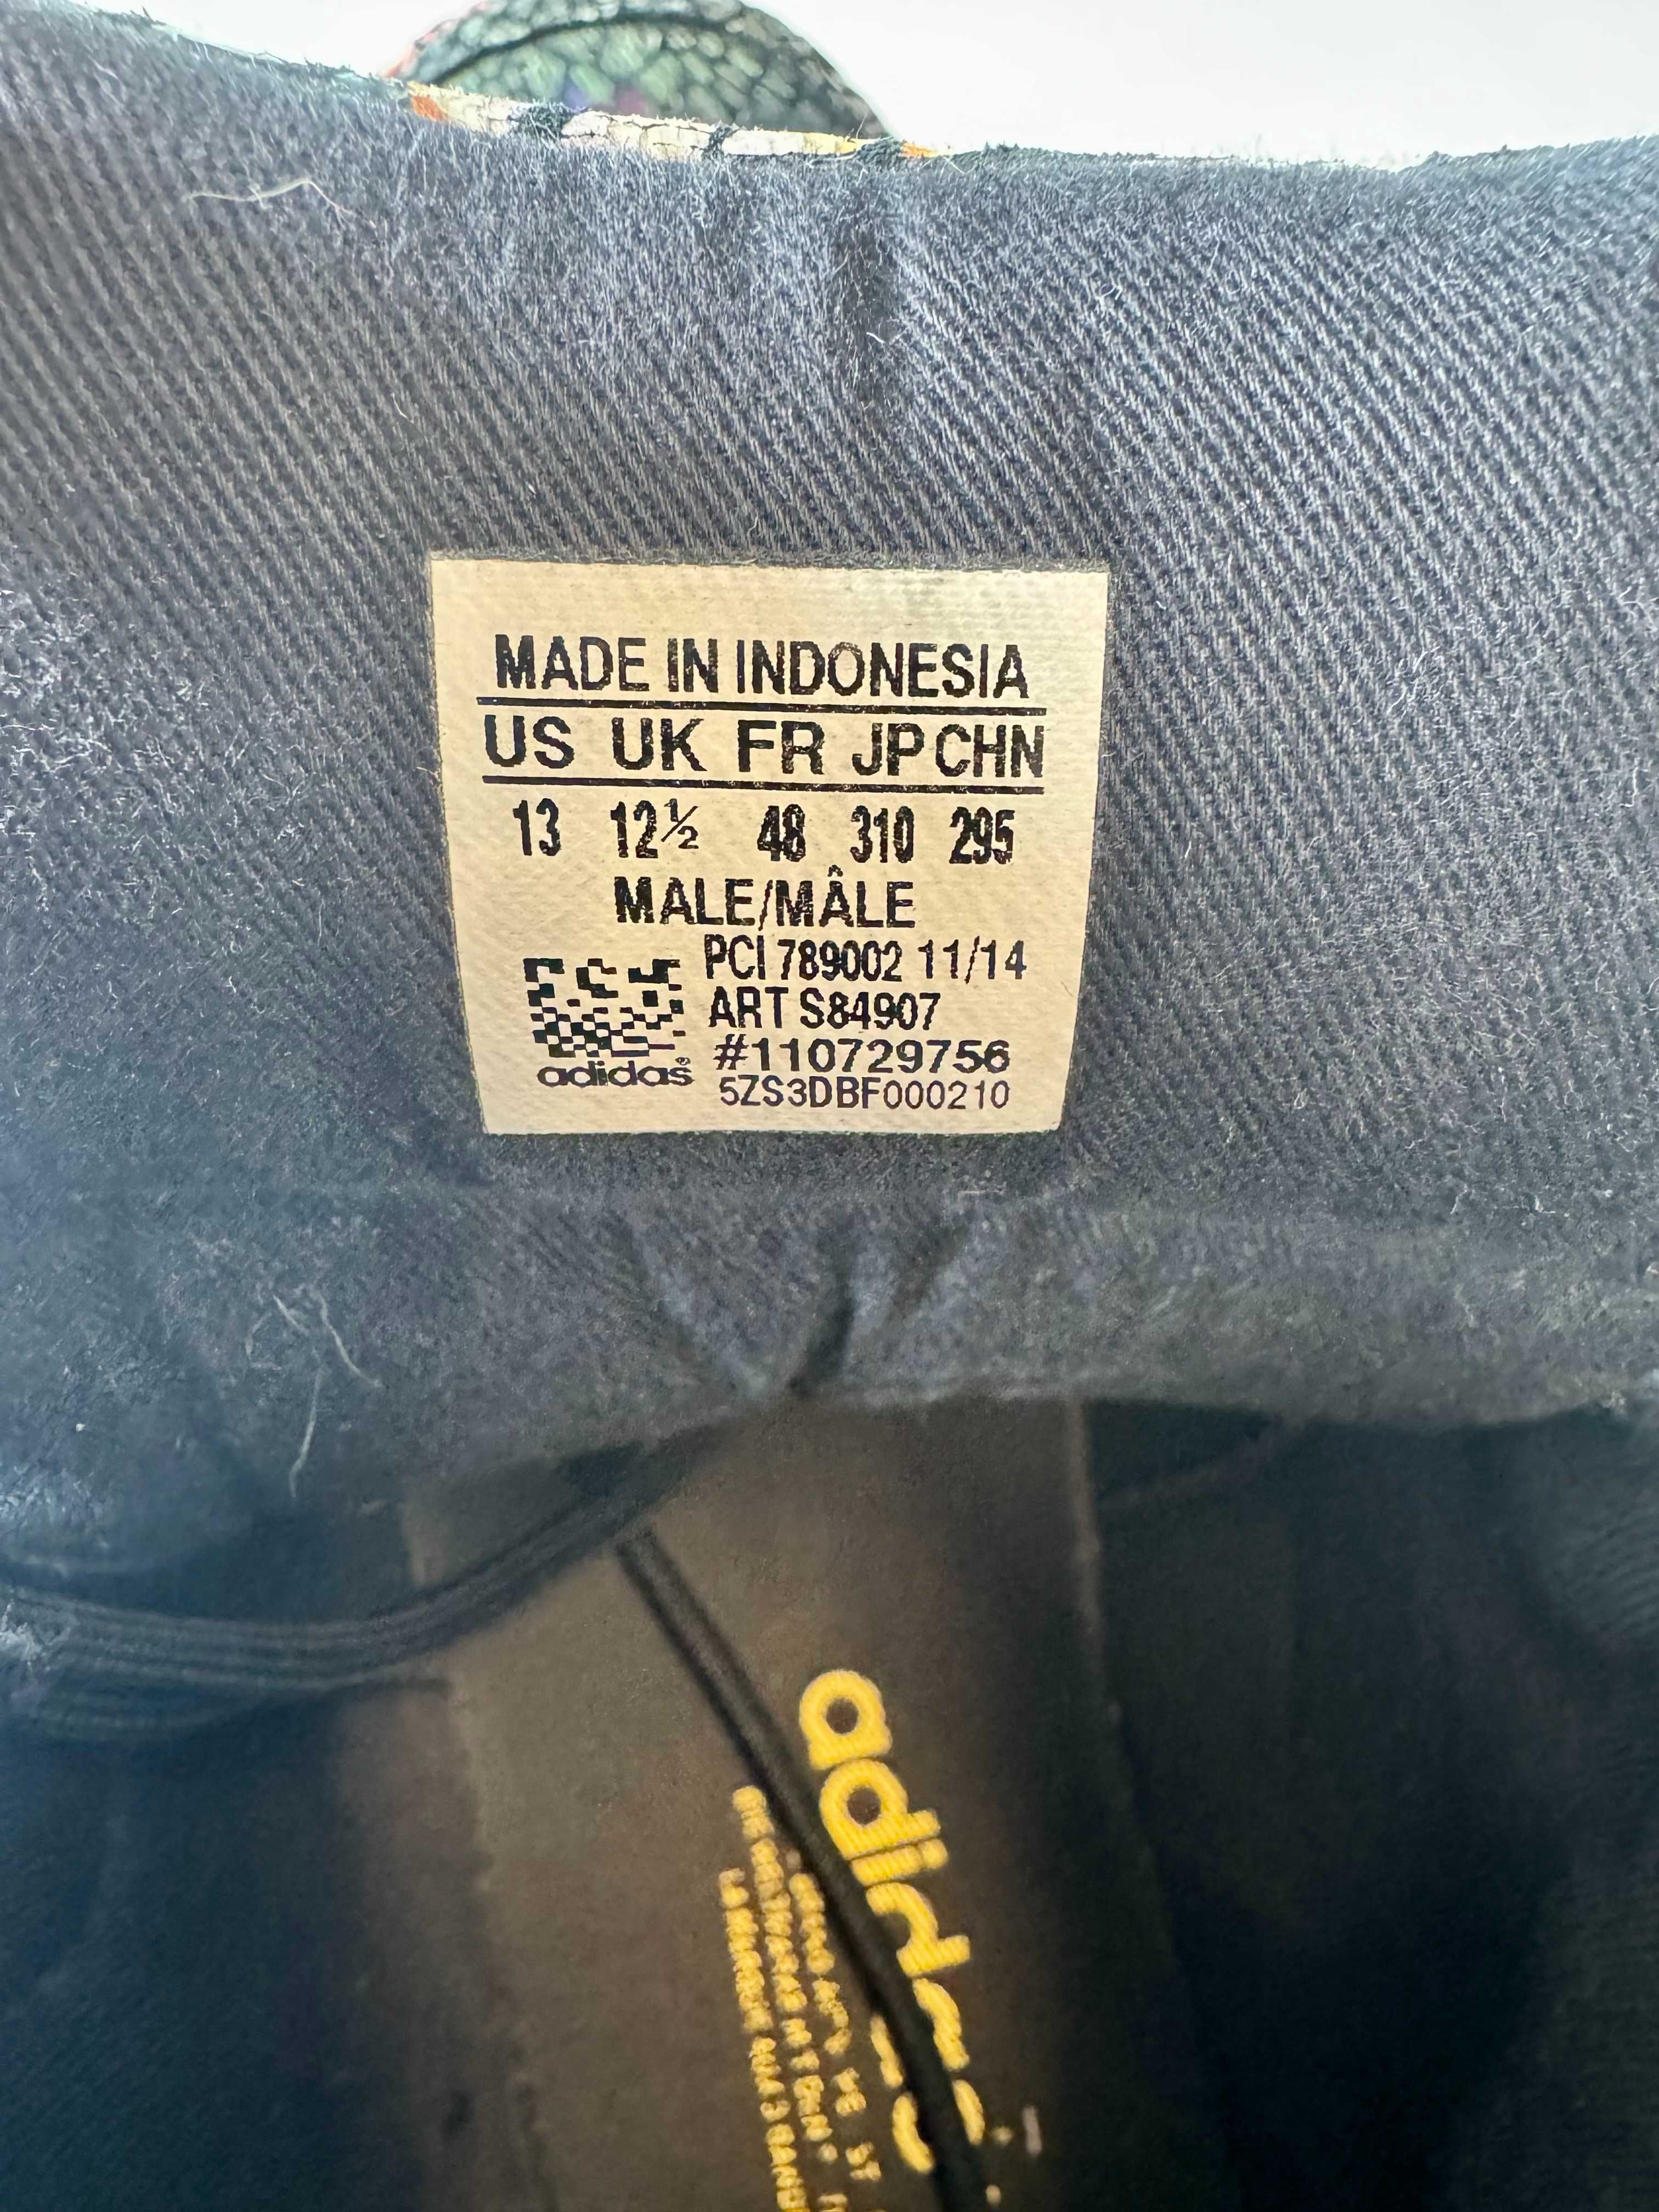 MADE IN INDONESIA
US UK FR JP CHN
13 12½ 48 310 295
MALE/MÂLE
PCI 789002 11/14
ART S84907
#110729756
adidas®
5ZS3DBF000210
adidas